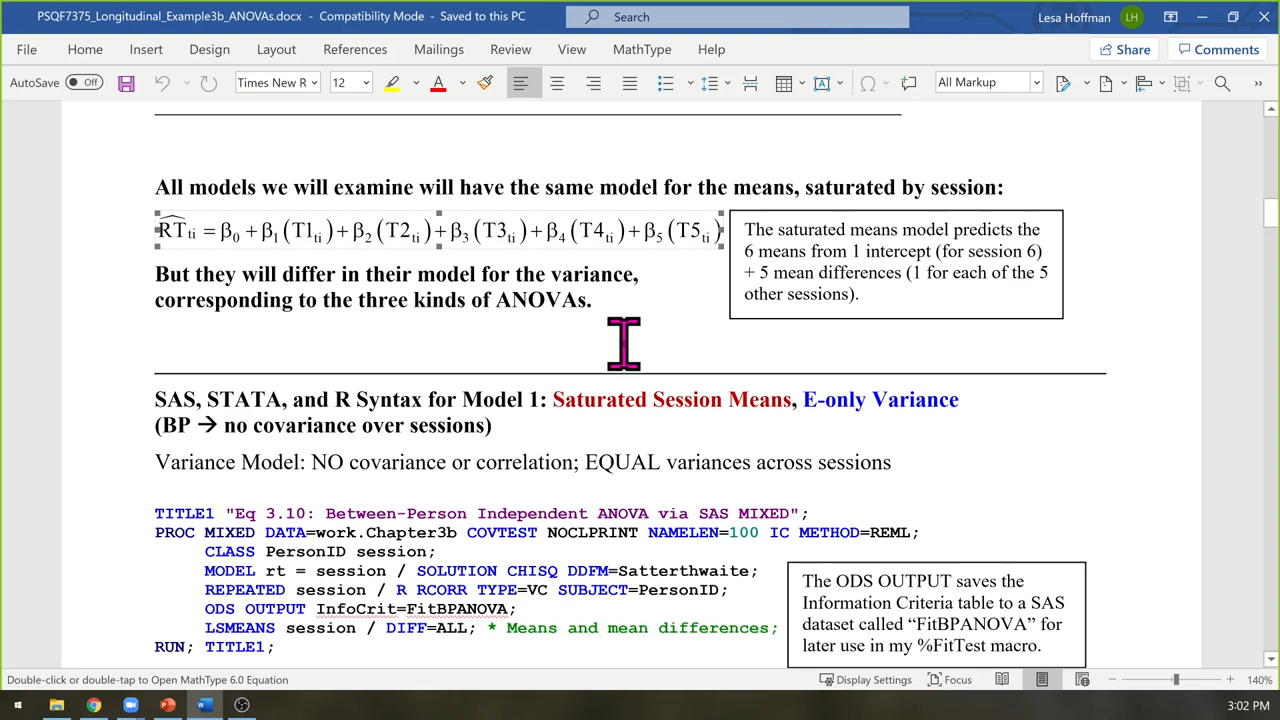 PSQF7375_Longitudinal_Example3b_ANOVAs.docx - Compatibility Mode - Saved to this PC
Search
Lesa Hoffman LH
File Home Insert Design Layout References Mailings Review View MathType Help
Share Comments
AutoSave Off Times New R 12 All Markup
All models we will examine will have the same model for the means, saturated by session:
R̂T_ti = β0 + β1(T1_ti) + β2(T2_ti) + β3(T3_ti) + β4(T4_ti) + β5(T5_ti)
The saturated means model predicts the
6 means from 1 intercept (for session 6)
+ 5 mean differences (1 for each of the 5
other sessions).
But they will differ in their model for the variance,
corresponding to the three kinds of ANOVAs.
SAS, STATA, and R Syntax for Model 1: Saturated Session Means, E-only Variance
(BP → no covariance over sessions)
Variance Model: NO covariance or correlation; EQUAL variances across sessions
TITLE1 "Eq 3.10: Between-Person Independent ANOVA via SAS MIXED";
PROC MIXED DATA=work.Chapter3b COVTEST NOCLPRINT NAMELEN=100 IC METHOD=REML;
CLASS PersonID session;
MODEL rt = session / SOLUTION CHISQ DDFM=Satterthwaite;
REPEATED session / R RCORR TYPE=VC SUBJECT=PersonID;
ODS OUTPUT InfoCrit=FitBPANOVA;
LSMEANS session / DIFF=ALL; * Means and mean differences;
RUN; TITLE1;
The ODS OUTPUT saves the
Information Criteria table to a SAS
dataset called “FitBPANOVA” for
later use in my %FitTest macro.
Double-click or double-tap to Open MathType 6.0 Equation
Display Settings Focus 140%
3:02 PM